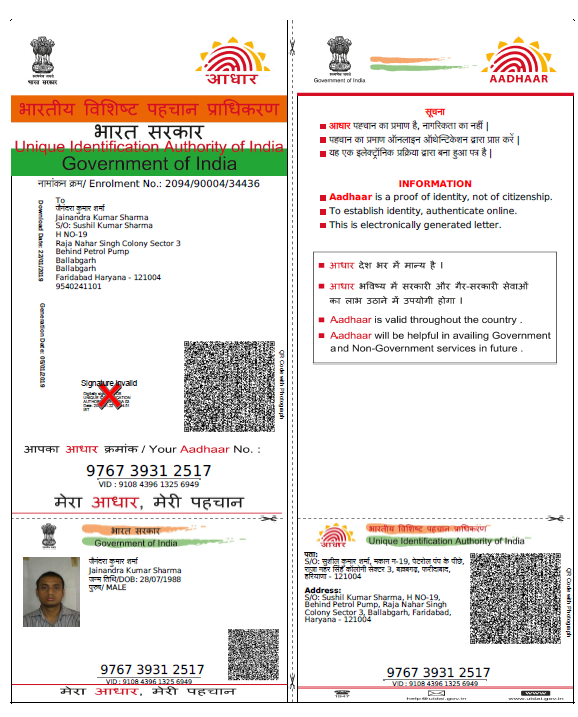 सत्यमेव जयते
भारत सरकार
आधार
भारतीय विशिष्ट पहचान प्राधिकरण
भारत सरकार
Unique Identification Authority of India
Government of India
नामांकन क्रम/ Enrolment No.: 2094/90004/34436
Download Date: 22/01/2019
Generation Date: 05/01/2019
To
जैनेंदरा कुमार शर्मा
Jainandra Kumar Sharma
S/O: Sushil Kumar Sharma
H NO-19
Raja Nahar Singh Colony Sector 3
Behind Petrol Pump
Ballabgarh
Ballabgarh
Faridabad Haryana - 121004
9540241101
Signature Invalid
QR Code with Photograph
आपका आधार क्रमांक / Your Aadhaar No. :
9767 3931 2517
VID : 9108 4396 1325 6949
मेरा आधार, मेरी पहचान
Government of India
AADHAAR
सूचना
आधार पहचान का प्रमाण है, नागरिकता का नहीं |
पहचान का प्रमाण ऑनलाइन ऑथेन्टिकेशन द्वारा प्राप्त करें |
यह एक इलेक्ट्रॉनिक प्रक्रिया द्वारा बना हुआ पत्र है |
INFORMATION
Aadhaar is a proof of identity, not of citizenship.
To establish identity, authenticate online.
This is electronically generated letter.
आधार देश भर में मान्य है ।
आधार भविष्य में सरकारी और गैर-सरकारी सेवाओं
का लाभ उठाने में उपयोगी होगा ।
Aadhaar is valid throughout the country .
Aadhaar will be helpful in availing Government
and Non-Government services in future .
भारत सरकार
Government of India
जैनेंदरा कुमार शर्मा
Jainandra Kumar Sharma
जन्म तिथि/DOB: 28/07/1988
पुरुष/ MALE
9767 3931 2517
VID : 9108 4396 1325 6949
मेरा आधार, मेरी पहचान
आधार
भारतीय विशिष्ट पहचान प्राधिकरण
Unique Identification Authority of India
पता:
S/O: सुशील कुमार शर्मा, मकान न-19, पेटरोल पंप के पीछे,
राजा नहर सिंह कॉलोनी सेक्टर 3, बल्लबगढ़, फरीदाबाद,
हरियाणा - 121004
Address:
S/O: Sushil Kumar Sharma, H NO-19,
Behind Petrol Pump, Raja Nahar Singh
Colony Sector 3, Ballabgarh, Faridabad,
Haryana - 121004
QR Code with Photograph
9767 3931 2517
VID : 9108 4396 1325 6949
1947
help@uidai.gov.in
www
www.uidai.gov.in